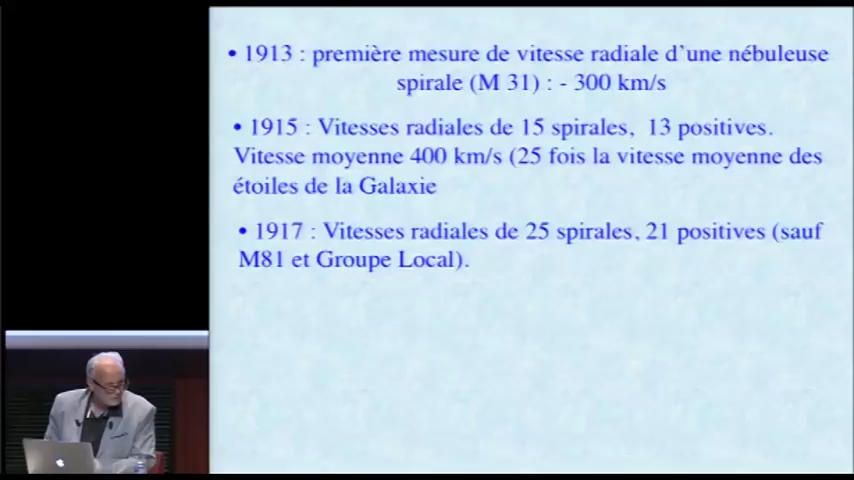 • 1913 : première mesure de vitesse radiale d'une nébuleuse
spirale (M 31) : - 300 km/s
• 1915 : Vitesses radiales de 15 spirales, 13 positives.
Vitesse moyenne 400 km/s (25 fois la vitesse moyenne des
étoiles de la Galaxie
• 1917 : Vitesses radiales de 25 spirales, 21 positives (sauf
M81 et Groupe Local).